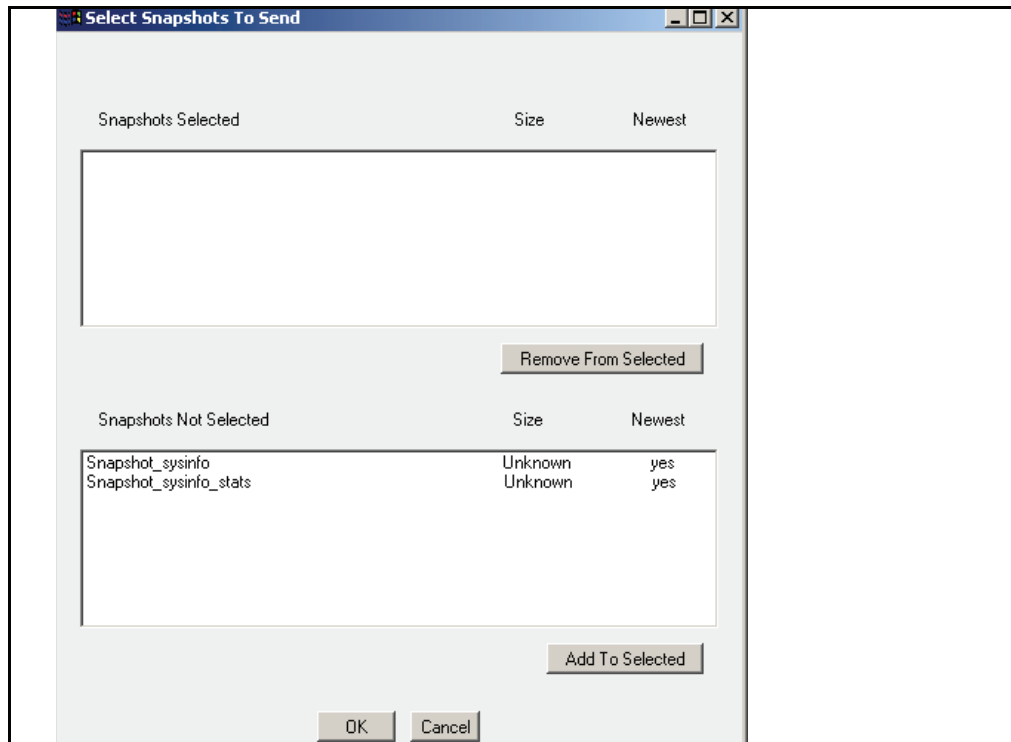 Select Snapshots To Send
Snapshots Selected Size Newest
Remove From Selected
Snapshots Not Selected Size Newest
Snapshot_sysinfo Unknown yes
Snapshot_sysinfo_stats Unknown yes
Add To Selected
OK Cancel